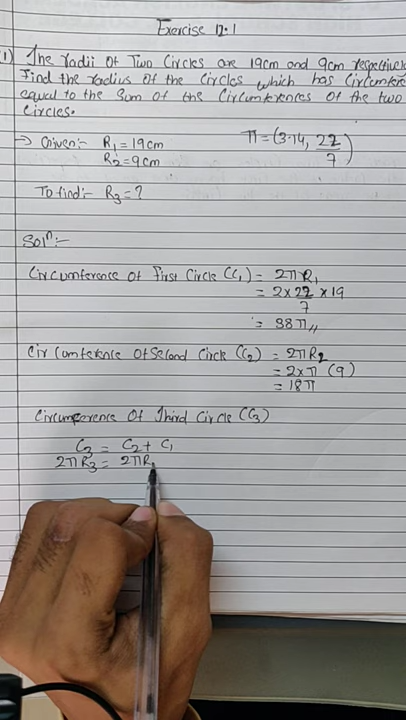 Exercise 12.1
1) The radii Of Two Circles are 19cm and 9cm respectively
Find the radius Of the Circles which has Circumfere
equal to the Sum of the Circumferences Of the two
Circles.
→ Given:- R₁ = 19cm π = (3.14, 22/7)
R₂ = 9cm
To find:- R₃ = ?
Solⁿ:-
Circumference Of First Circle (C₁) = 2πR₁
= 2 × 22/7 × 19
= 38π〃
Circumference Of Second Circle (C₂) = 2πR₂
= 2×π (9)
= 18π
Circumference Of Third Circle (C₃)
C₃ = C₂ + C₁
2πR₃ = 2πR₁